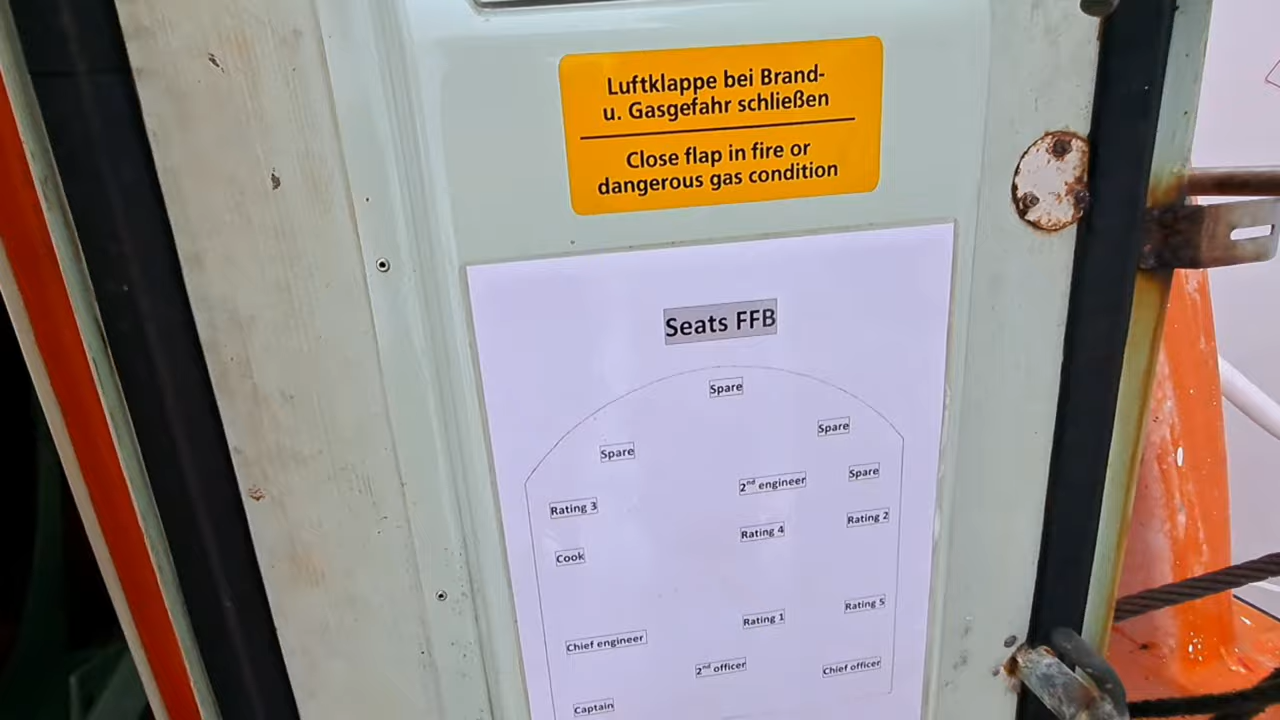 Luftklappe bei Brand-
u. Gasgefahr schließen
Close flap in fire or
dangerous gas condition
Seats FFB
Spare
Spare
Spare
Spare
2nd engineer
Rating 3
Rating 2
Rating 4
Cook
Rating 5
Rating 1
Chief engineer
2nd officer
Chief officer
Captain